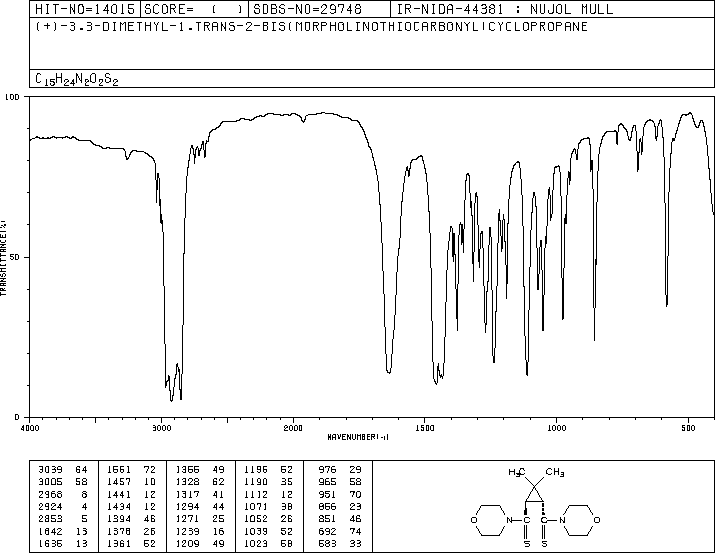 HIT-NO=14015 SCORE= ( ) SDBS-NO=29748 IR-NIDA-44381 : NUJOL MULL
(+)-3.3-DIMETHYL-1.TRANS-2-BIS(MORPHOLINOTHIOCARBONYL)CYCLOPROPANE
C15H24N2O2S2
100
50
0
TRANSMITTANCE(%)
4000 3000 2000 1500 1000 500
WAVENUMBER(-1)
3039 64 1561 72 1366 49 1196 52 976 29
3005 58 1457 10 1328 62 1190 35 965 58
2968 8 1441 12 1317 41 1112 12 951 70
2924 4 1434 12 1294 44 1071 38 856 23
2853 5 1394 46 1271 25 1052 26 851 46
1642 13 1378 26 1239 16 1039 52 692 74
1635 13 1361 52 1209 49 1023 58 583 33
H3C CH3
O N C C N O
S S